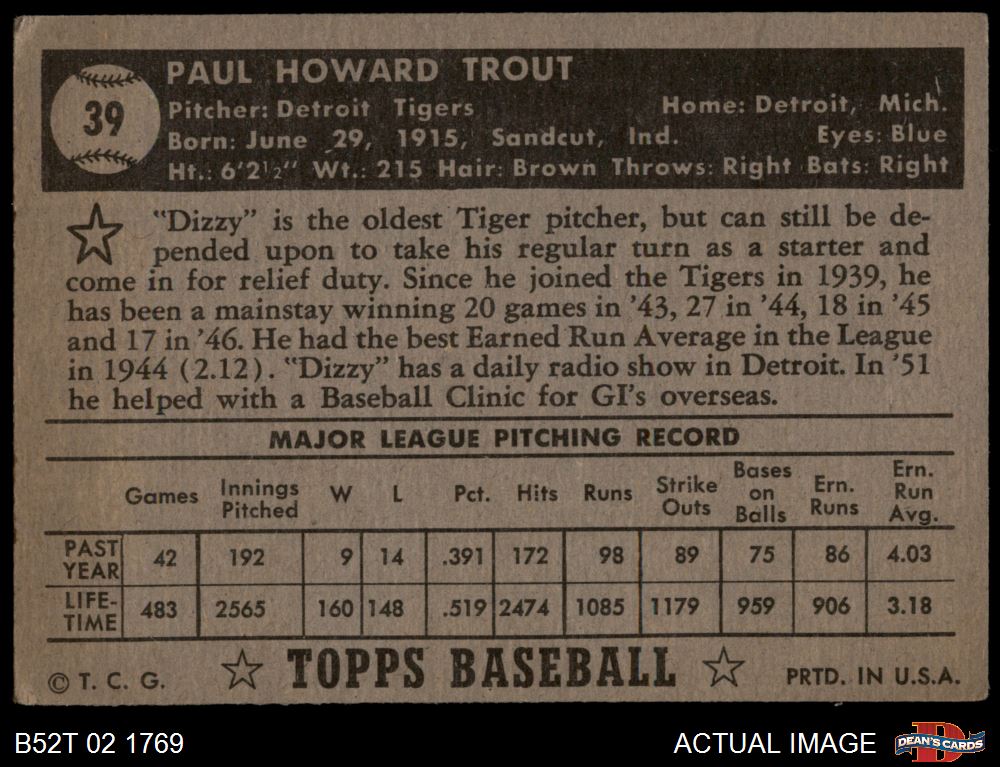 39
PAUL HOWARD TROUT
Pitcher: Detroit Tigers Home: Detroit, Mich.
Born: June 29, 1915, Sandcut, Ind. Eyes: Blue
Ht.: 6'2½" Wt.: 215 Hair: Brown Throws: Right Bats: Right
"Dizzy" is the oldest Tiger pitcher, but can still be de-
pended upon to take his regular turn as a starter and
come in for relief duty. Since he joined the Tigers in 1939, he
has been a mainstay winning 20 games in '43, 27 in '44, 18 in '45
and 17 in '46. He had the best Earned Run Average in the League
in 1944 (2.12). "Dizzy" has a daily radio show in Detroit. In '51
he helped with a Baseball Clinic for GI's overseas.
MAJOR LEAGUE PITCHING RECORD
Games Innings Pitched W L Pct. Hits Runs Strike Outs Bases on Balls Ern. Runs Ern. Run Avg.
PAST YEAR 42 192 9 14 .391 172 98 89 75 86 4.03
LIFE-TIME 483 2565 160 148 .519 2474 1085 1179 959 906 3.18
© T. C. G. TOPPS BASEBALL PRTD. IN U.S.A.
B52T 02 1769 ACTUAL IMAGE D DEAN'S CARDS